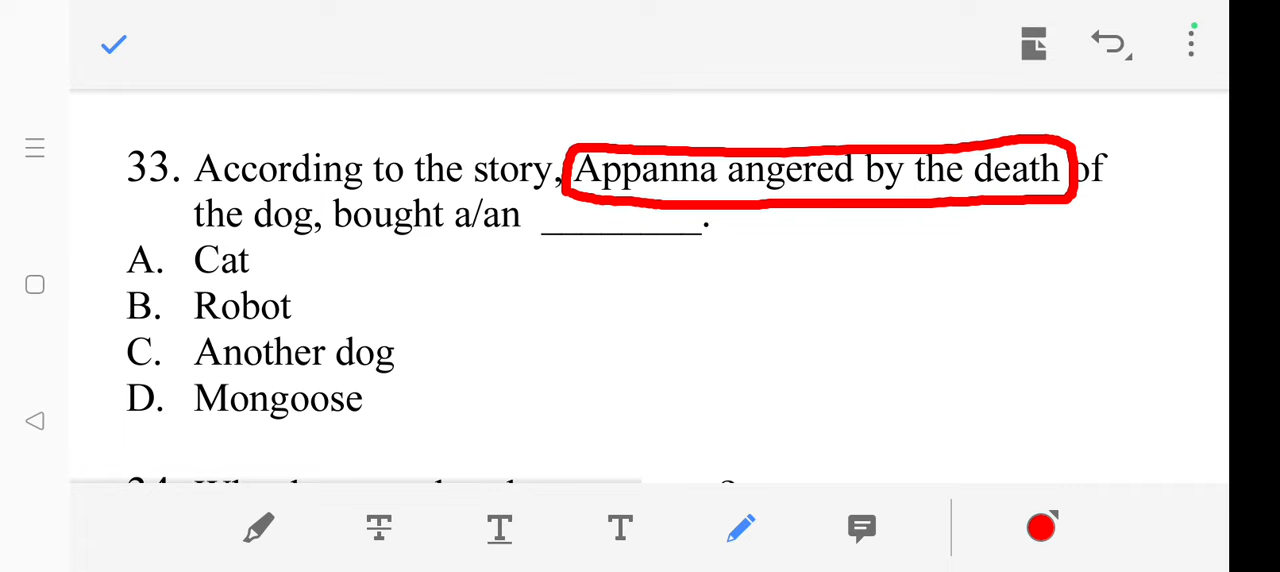 33. According to the story, Appanna angered by the death of
the dog, bought a/an ________.
A. Cat
B. Robot
C. Another dog
D. Mongoose